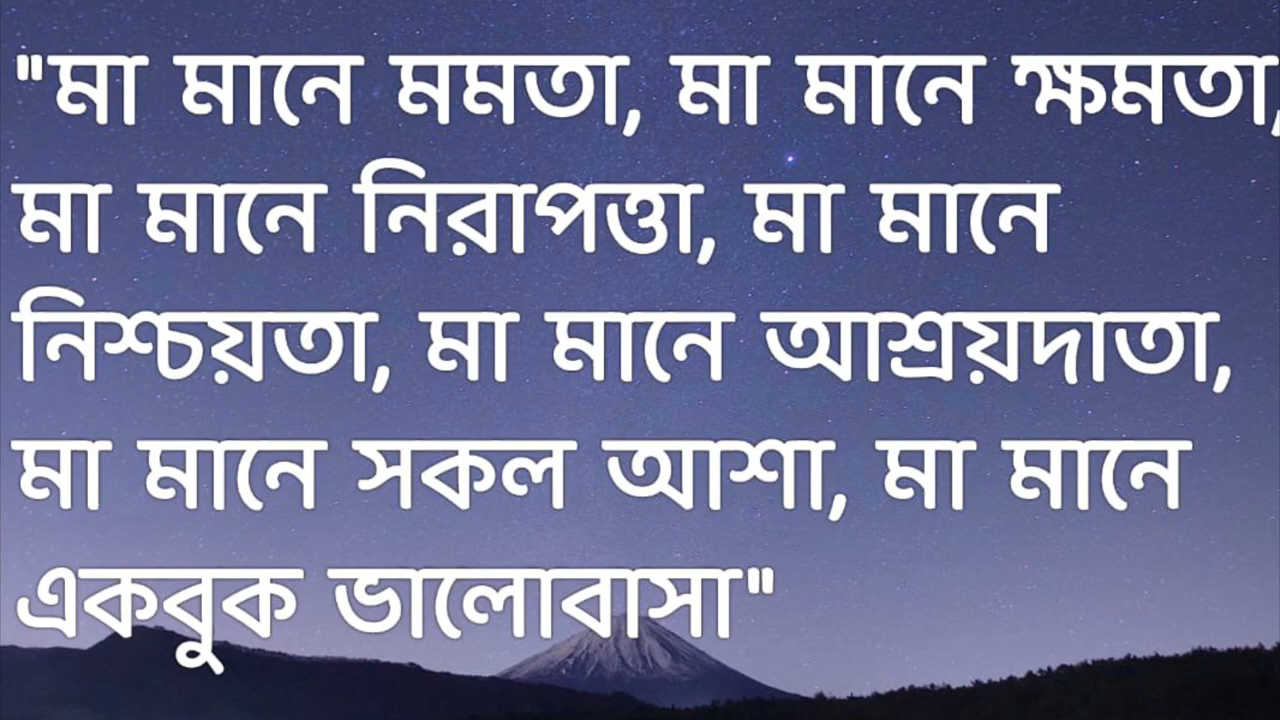 "মা মানে মমতা, মা মানে ক্ষমতা,
মা মানে নিরাপত্তা, মা মানে
নিশ্চয়তা, মা মানে আশ্রয়দাতা,
মা মানে সকল আশা, মা মানে
একবুক ভালোবাসা"